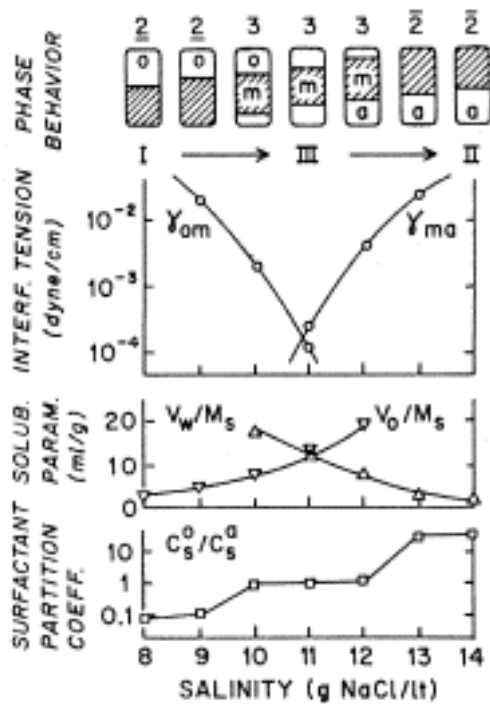 2̲ 2̲ 3 3 3 2̄ 2̄
PHASE
BEHAVIOR
o o o
m m m
a a a
I → III → II
INTERF. TENSION
(dyne/cm)
10⁻²
10⁻³
10⁻⁴
γom γma
SOLUB.
PARAM.
(ml/g)
20
10
0
Vw/Ms Vo/Ms
SURFACTANT
PARTITION
COEFF.
10
1
0.1
Cs°/Csª
8 9 10 11 12 13 14
SALINITY (g NaCl/lt)